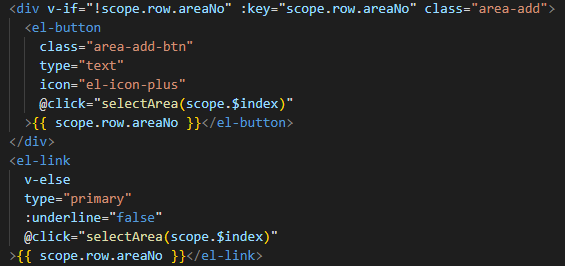 <div v-if="!scope.row.areaNo" :key="scope.row.areaNo" class="area-add">
<el-button
class="area-add-btn"
type="text"
icon="el-icon-plus"
@click="selectArea(scope.$index)"
>{{ scope.row.areaNo }}</el-button>
</div>
<el-link
v-else
type="primary"
:underline="false"
@click="selectArea(scope.$index)"
>{{ scope.row.areaNo }}</el-link>